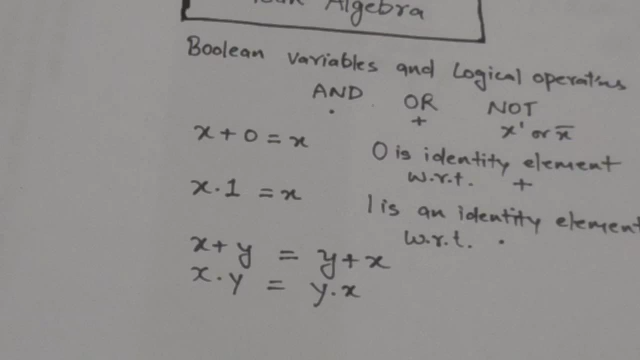 Algebra
Boolean variables and Logical operators
AND OR NOT
. + x' or x̅
x + 0 = x 0 is identity element
w.r.t. +
x . 1 = x 1 is an identity element
w.r.t. .
x + y = y + x
x . y = y . x